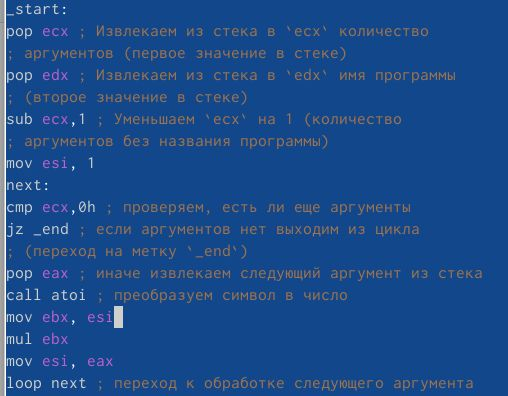 _start:
pop ecx ; Извлекаем из стека в `ecx` количество
; аргументов (первое значение в стеке)
pop edx ; Извлекаем из стека в `edx` имя программы
; (второе значение в стеке)
sub ecx,1 ; Уменьшаем `ecx` на 1 (количество
; аргументов без названия программы)
mov esi, 1
next:
cmp ecx,0h ; проверяем, есть ли еще аргументы
jz _end ; если аргументов нет выходим из цикла
; (переход на метку `_end`)
pop eax ; иначе извлекаем следующий аргумент из стека
call atoi ; преобразуем символ в число
mov ebx, esi
mul ebx
mov esi, eax
loop next ; переход к обработке следующего аргумента